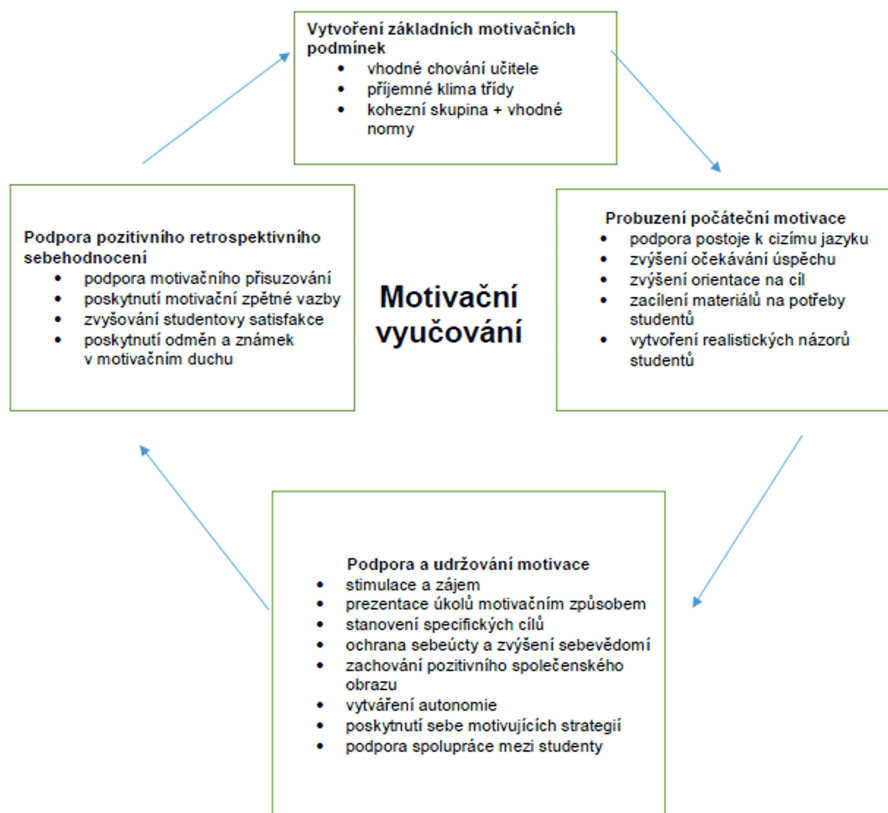 Vytvoření základních motivačních
podmínek
• vhodné chování učitele
• příjemné klima třídy
• kohezní skupina + vhodné
normy
Podpora pozitivního retrospektivního
sebehodnocení
• podpora motivačního přisuzování
• poskytnutí motivační zpětné vazby
• zvyšování studentovy satisfakce
• poskytnutí odměn a známek
v motivačním duchu
Motivační
vyučování
Probuzení počáteční motivace
• podpora postoje k cizímu jazyku
• zvýšení očekávání úspěchu
• zvýšení orientace na cíl
• zacílení materiálů na potřeby
studentů
• vytvoření realistických názorů
studentů
Podpora a udržování motivace
• stimulace a zájem
• prezentace úkolů motivačním způsobem
• stanovení specifických cílů
• ochrana sebeúcty a zvýšení sebevědomí
• zachování pozitivního společenského
obrazu
• vytváření autonomie
• poskytnutí sebe motivujících strategií
• podpora spolupráce mezi studenty